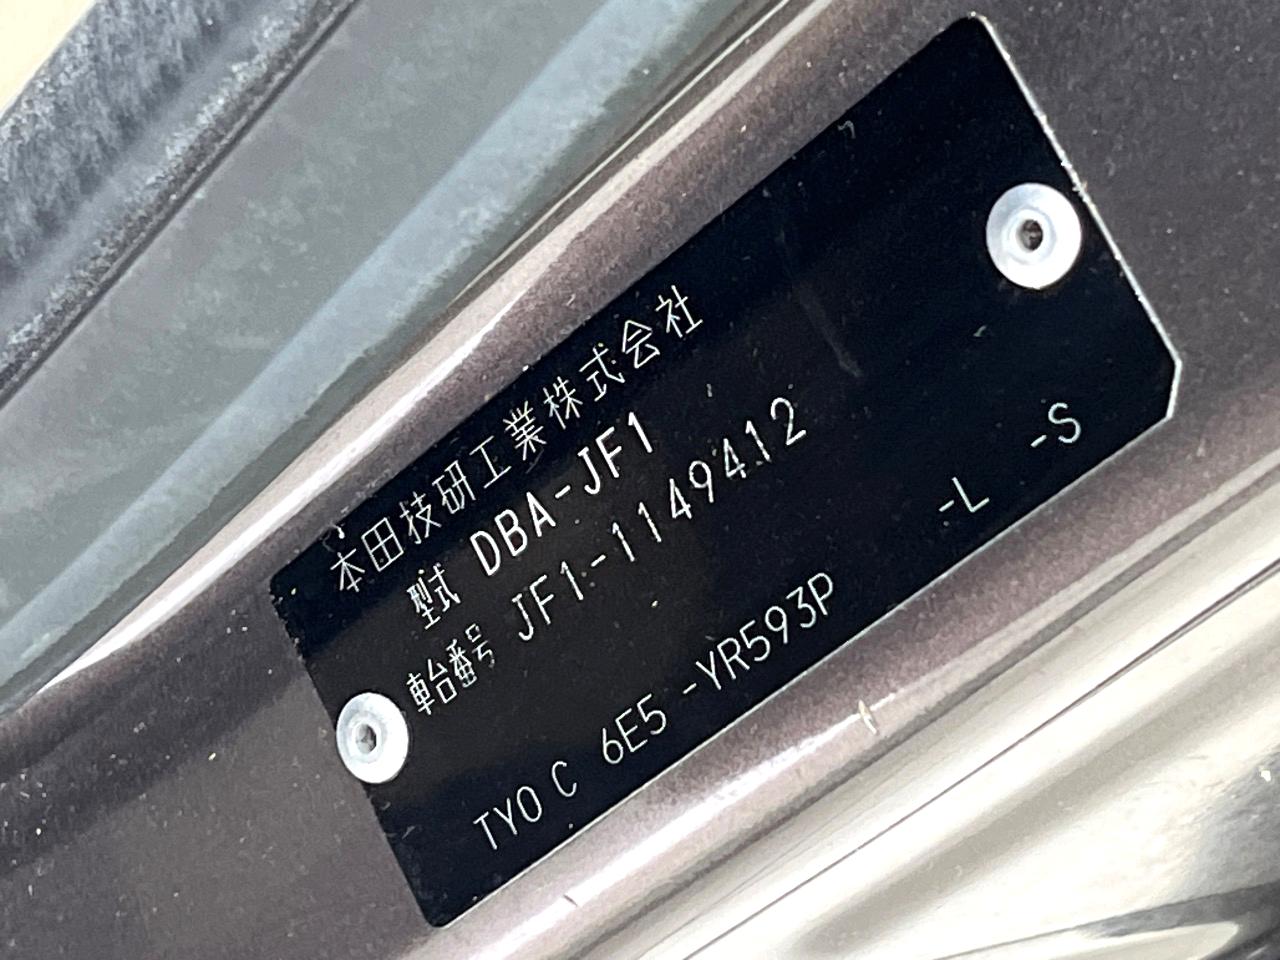 本田技研工業株式会社
型式 DBA-JF1
車台番号 JF1-1149412
TYO C 6E5 -YR593P -L -S